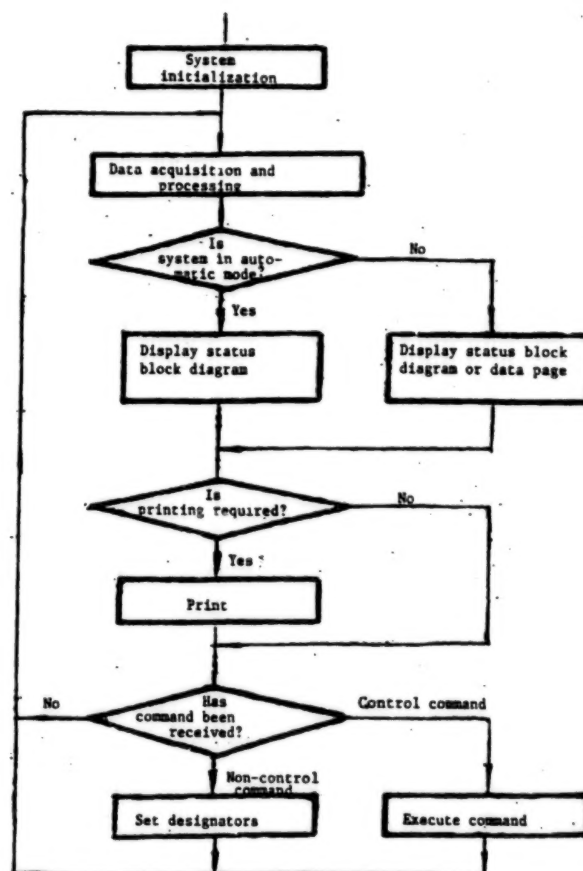 System
initialization
Data acquisition and
processing
Is
system in auto-
matic mode?
No
Yes
Display status
block diagram
Display status block
diagram or data page
Is
printing required?
No
Yes
Print
No
Has
command been
received?
Control command
Non-control
command
Set designators
Execute command